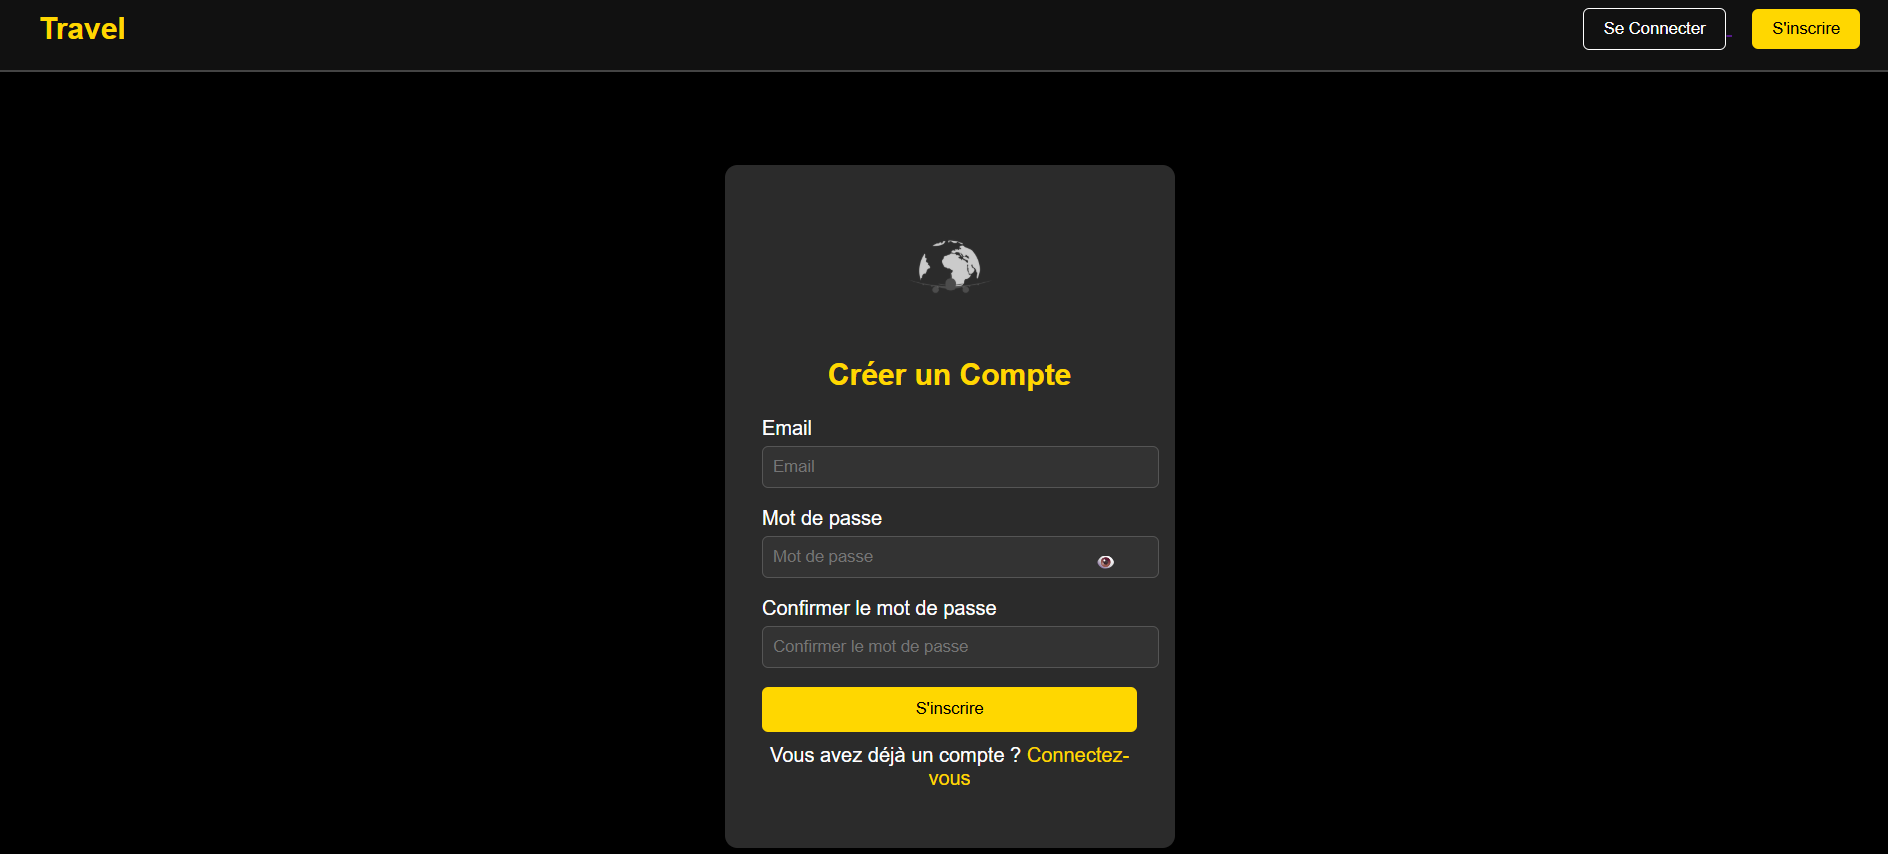 Travel
Se Connecter
S'inscrire
Créer un Compte
Email
Email
Mot de passe
Mot de passe
Confirmer le mot de passe
Confirmer le mot de passe
S'inscrire
Vous avez déjà un compte ? Connectez-
vous